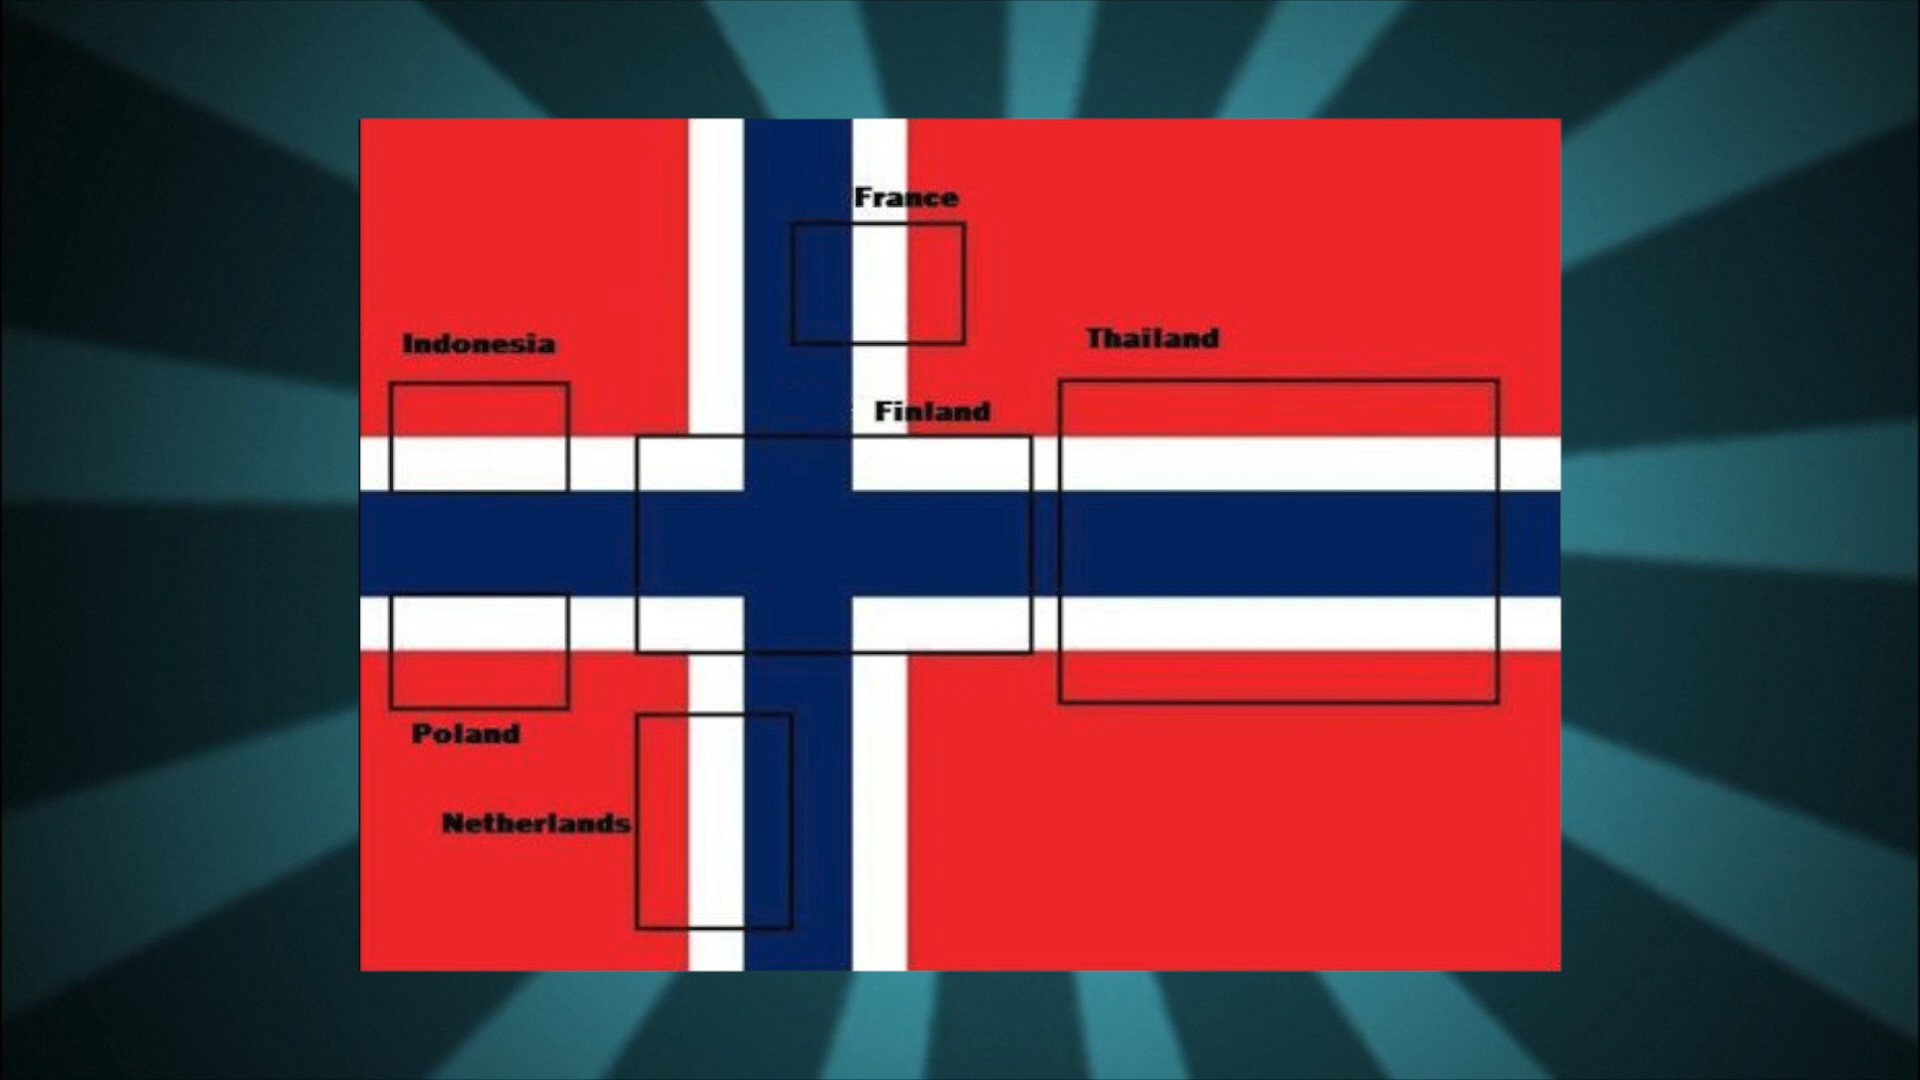 France
Indonesia
Thailand
Finland
Poland
Netherlands